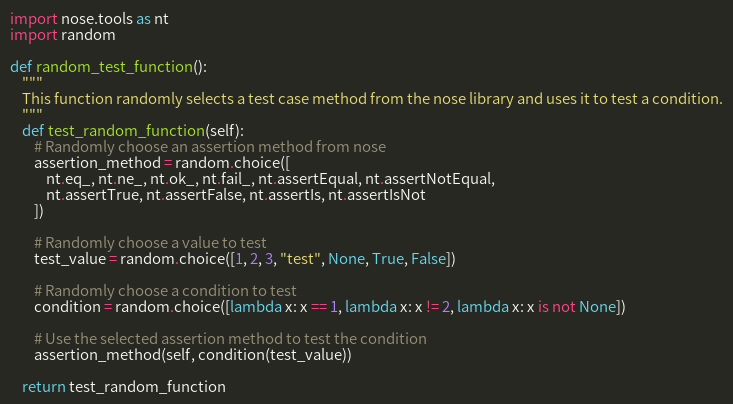 import nose.tools as nt
import random

def random_test_function():
    """
    This function randomly selects a test case method from the nose library and uses it to test a condition.
    """
    def test_random_function(self):
        # Randomly choose an assertion method from nose
        assertion_method = random.choice([
            nt.eq_, nt.ne_, nt.ok_, nt.fail_, nt.assertEqual, nt.assertNotEqual,
            nt.assertTrue, nt.assertFalse, nt.assertIs, nt.assertIsNot
        ])

        # Randomly choose a value to test
        test_value = random.choice([1, 2, 3, "test", None, True, False])

        # Randomly choose a condition to test
        condition = random.choice([lambda x: x == 1, lambda x: x != 2, lambda x: x is not None])

        # Use the selected assertion method to test the condition
        assertion_method(self, condition(test_value))

    return test_random_function